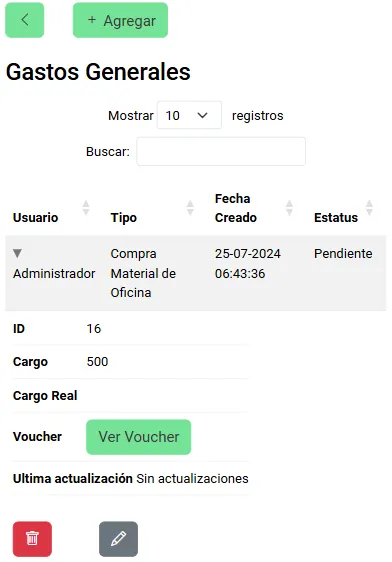 + Agregar
Gastos Generales
Mostrar 10 registros
Buscar:
Usuario Tipo Fecha Creado Estatus
Administrador Compra Material de Oficina 25-07-2024 06:43:36 Pendiente
ID 16
Cargo 500
Cargo Real
Voucher Ver Voucher
Ultima actualización Sin actualizaciones